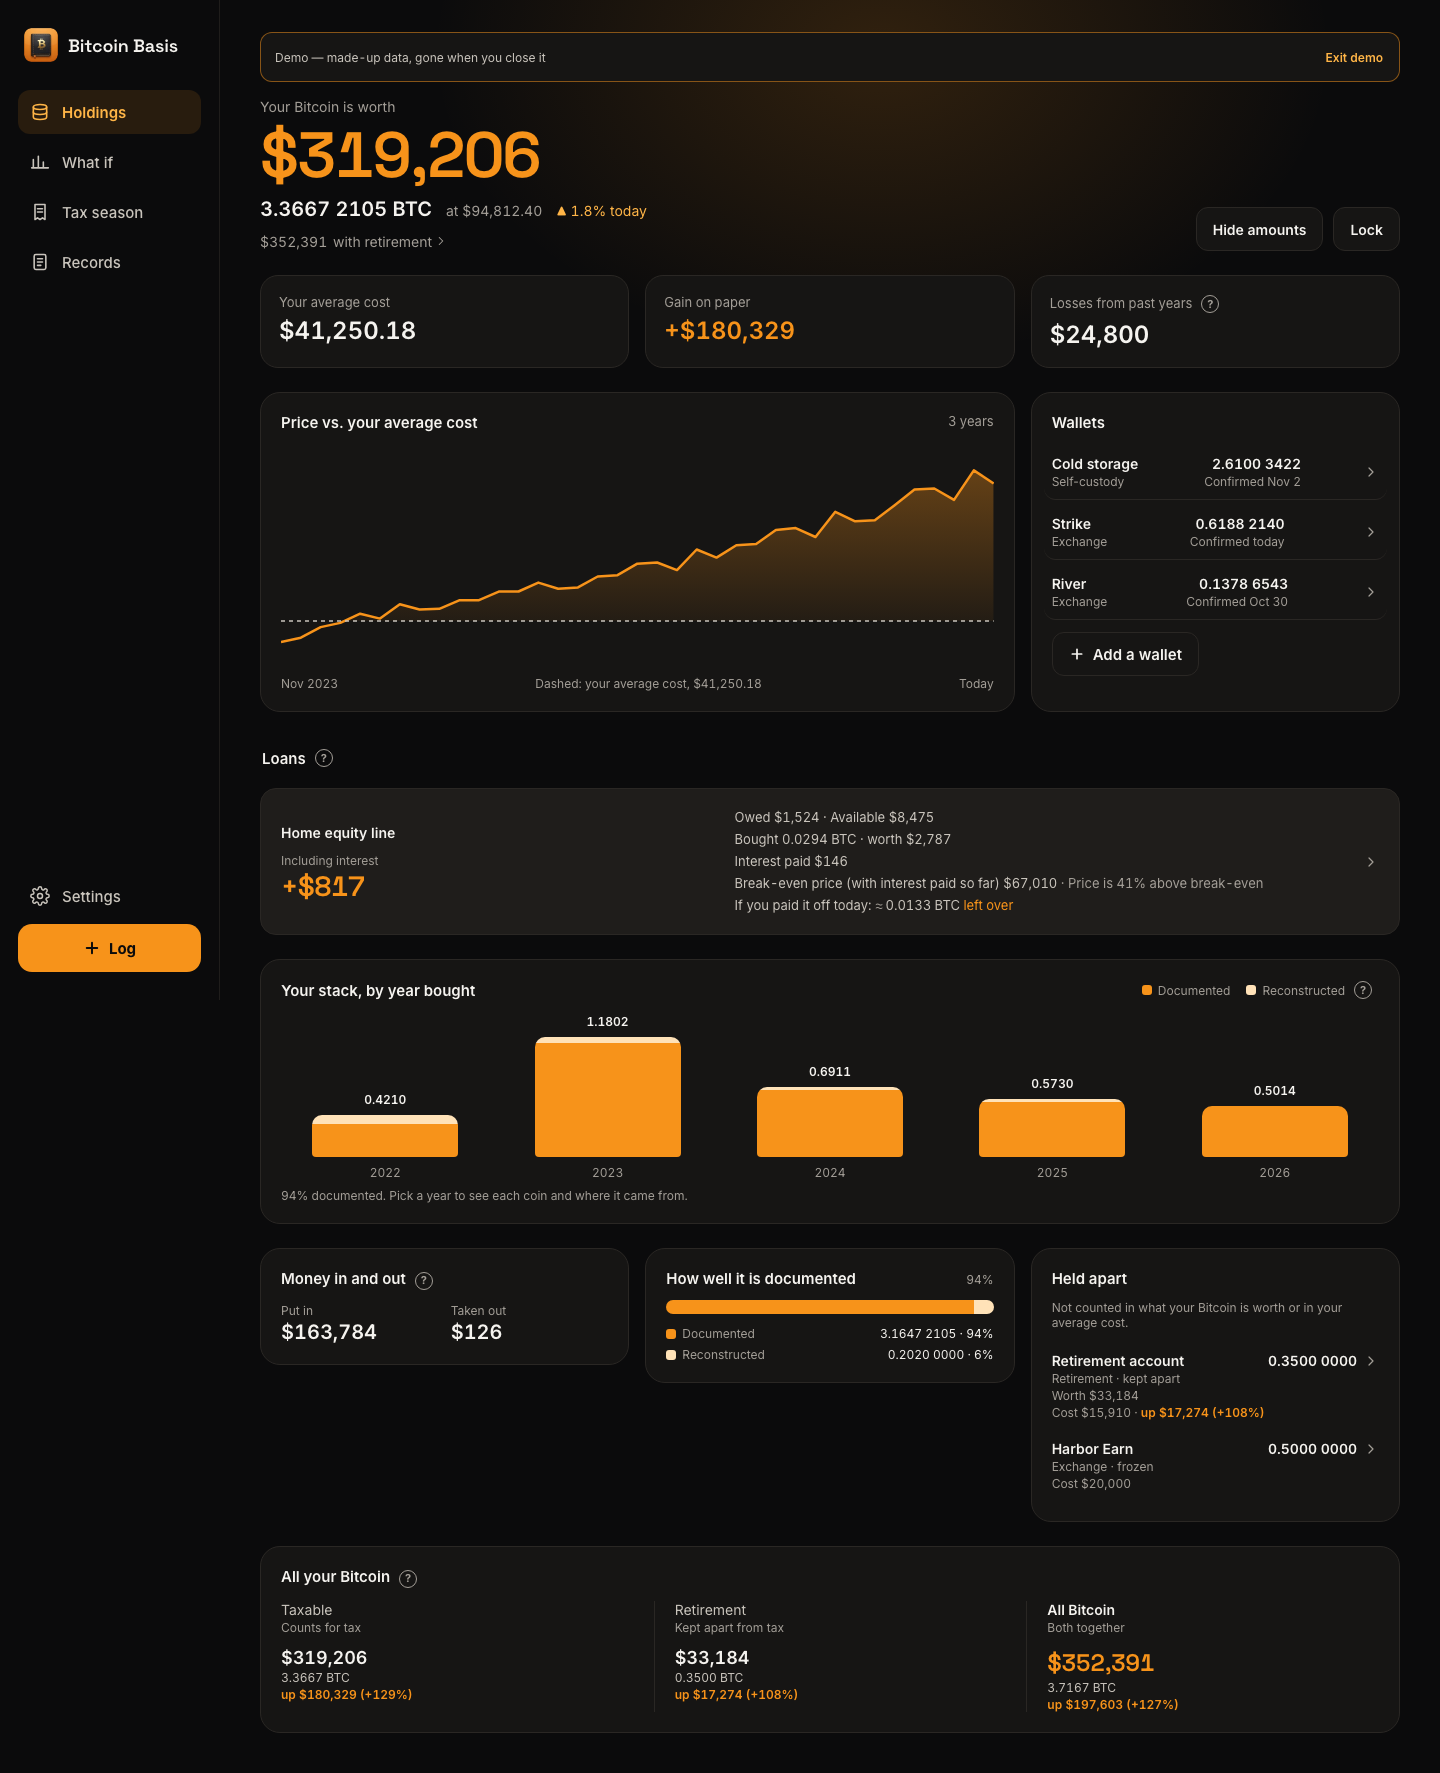 Bitcoin Basis
Holdings
What if
Tax season
Records
Settings
+ Log
Demo — made-up data, gone when you close it
Exit demo
Your Bitcoin is worth
$319,206
3.3667 2105 BTC at $94,812.40 ▲ 1.8% today
$352,391 with retirement >
Hide amounts
Lock
Your average cost
$41,250.18
Gain on paper
+$180,329
Losses from past years ?
$24,800
Price vs. your average cost
3 years
Nov 2023
Dashed: your average cost, $41,250.18
Today
Wallets
Cold storage 2.6100 3422
Self-custody Confirmed Nov 2
Strike 0.6188 2140
Exchange Confirmed today
River 0.1378 6543
Exchange Confirmed Oct 30
+ Add a wallet
Loans ?
Home equity line
Including interest
+$817
Owed $1,524 · Available $8,475
Bought 0.0294 BTC · worth $2,787
Interest paid $146
Break-even price (with interest paid so far) $67,010 · Price is 41% above break-even
If you paid it off today: ≈ 0.0133 BTC left over
Your stack, by year bought
Documented
Reconstructed ?
0.4210
1.1802
0.6911
0.5730
0.5014
2022
2023
2024
2025
2026
94% documented. Pick a year to see each coin and where it came from.
Money in and out ?
Put in
$163,784
Taken out
$126
How well it is documented
94%
Documented 3.1647 2105 · 94%
Reconstructed 0.2020 0000 · 6%
Held apart
Not counted in what your Bitcoin is worth or in your
average cost.
Retirement account 0.3500 0000
Retirement · kept apart
Worth $33,184
Cost $15,910 · up $17,274 (+108%)
Harbor Earn 0.5000 0000
Exchange · frozen
Cost $20,000
All your Bitcoin ?
Taxable
Counts for tax
$319,206
3.3667 BTC
up $180,329 (+129%)
Retirement
Kept apart from tax
$33,184
0.3500 BTC
up $17,274 (+108%)
All Bitcoin
Both together
$352,391
3.7167 BTC
up $197,603 (+127%)